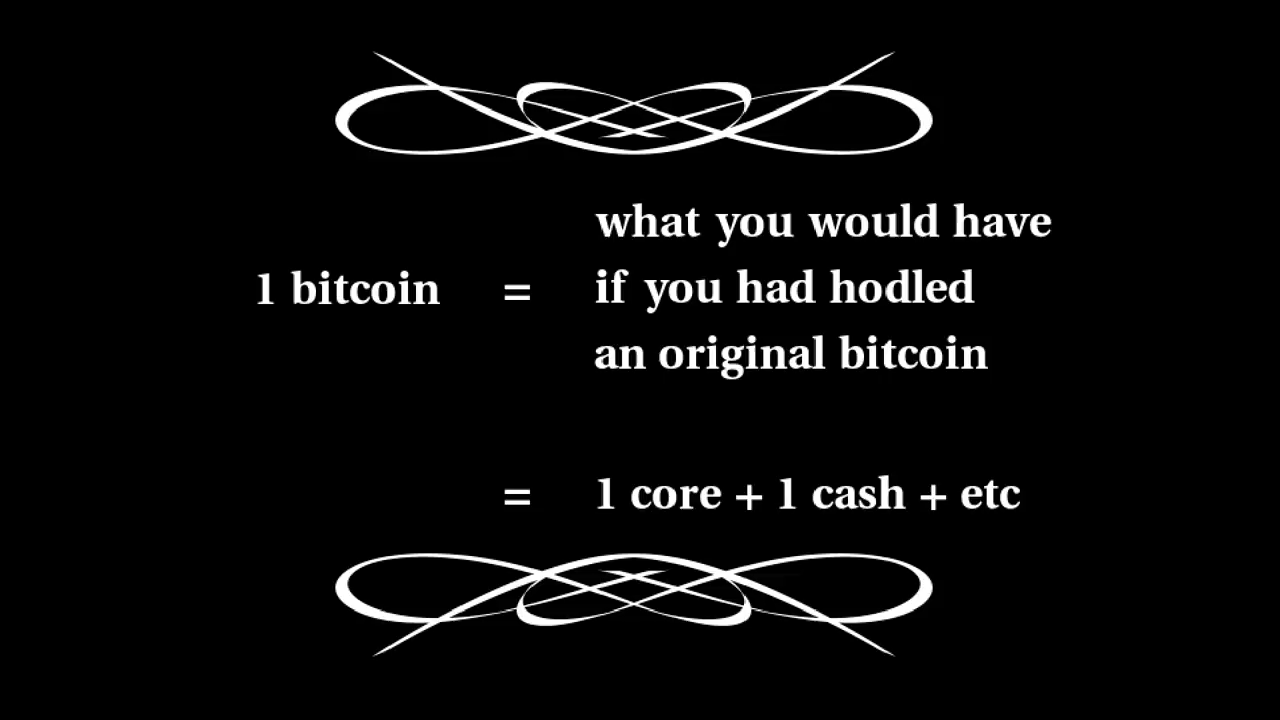 what you would have
1 bitcoin = if you had hodled
an original bitcoin
= 1 core + 1 cash + etc